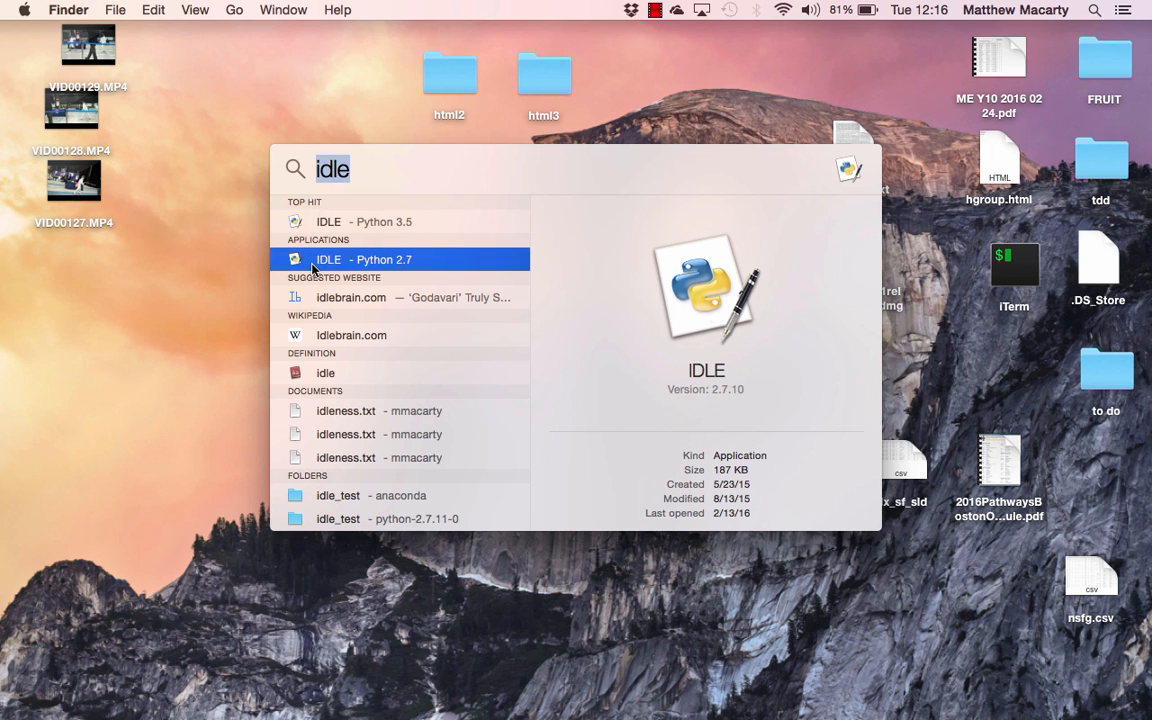 Finder File Edit View Go Window Help 81% Tue 12:16 Matthew Macarty
VID00129.MP4
VID00128.MP4
VID00127.MP4
html2
html3
ME Y10 2016 02
24.pdf
FRUIT
HTML
hgroup.html
tdd
$
iTerm
.DS_Store
to do
csv
2016PathwaysB
ostonO...ule.pdf
csv
nsfg.csv
xt
1rel
dmg
x_sf_sld
idle
TOP HIT
IDLE - Python 3.5
APPLICATIONS
IDLE - Python 2.7
SUGGESTED WEBSITE
idlebrain.com — 'Godavari' Truly S...
WIKIPEDIA
W Idlebrain.com
DEFINITION
idle
DOCUMENTS
idleness.txt - mmacarty
idleness.txt - mmacarty
idleness.txt - mmacarty
FOLDERS
idle_test - anaconda
idle_test - python-2.7.11-0
IDLE
Version: 2.7.10
Kind Application
Size 187 KB
Created 5/23/15
Modified 8/13/15
Last opened 2/13/16